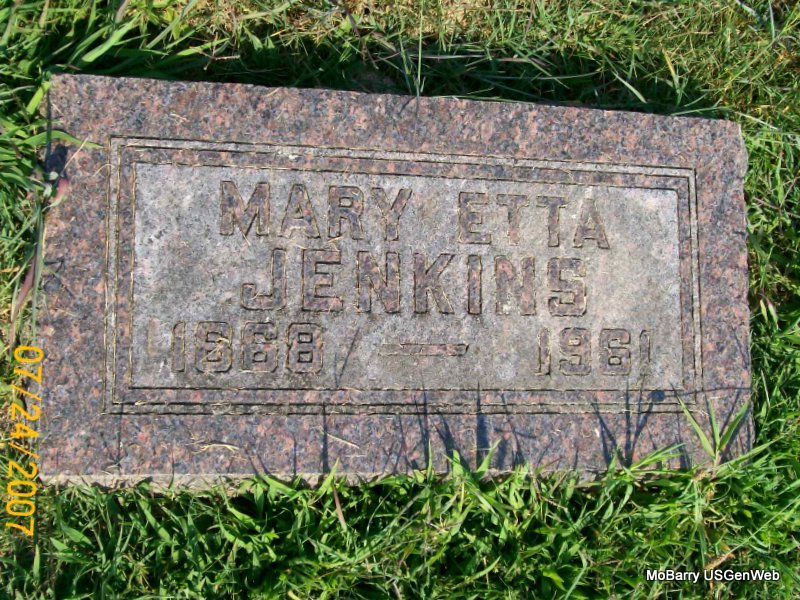 MARY ETTA
JENKINS
1868 — 1961
07/24/2007
MoBarry USGenWeb